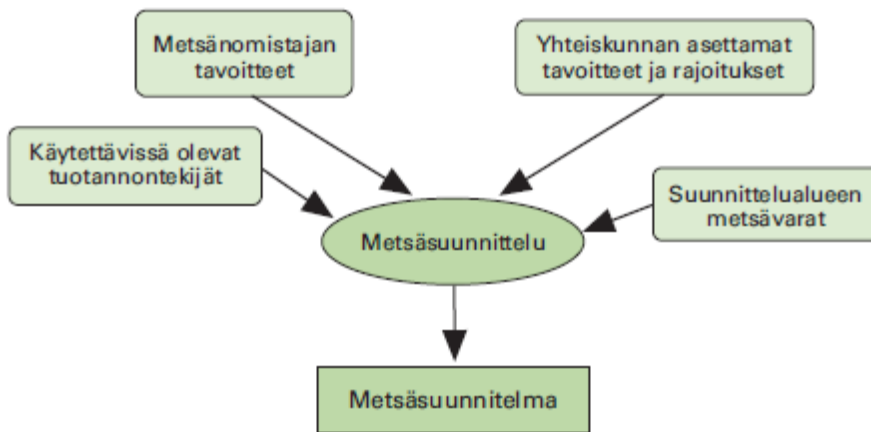 Metsänomistajan
tavoitteet
Yhteiskunnan asettamat
tavoitteet ja rajoitukset
Käytettävissä olevat
tuotannontekijät
Suunnittelualueen
metsävarat
Metsäsuunnittelu
Metsäsuunnitelma